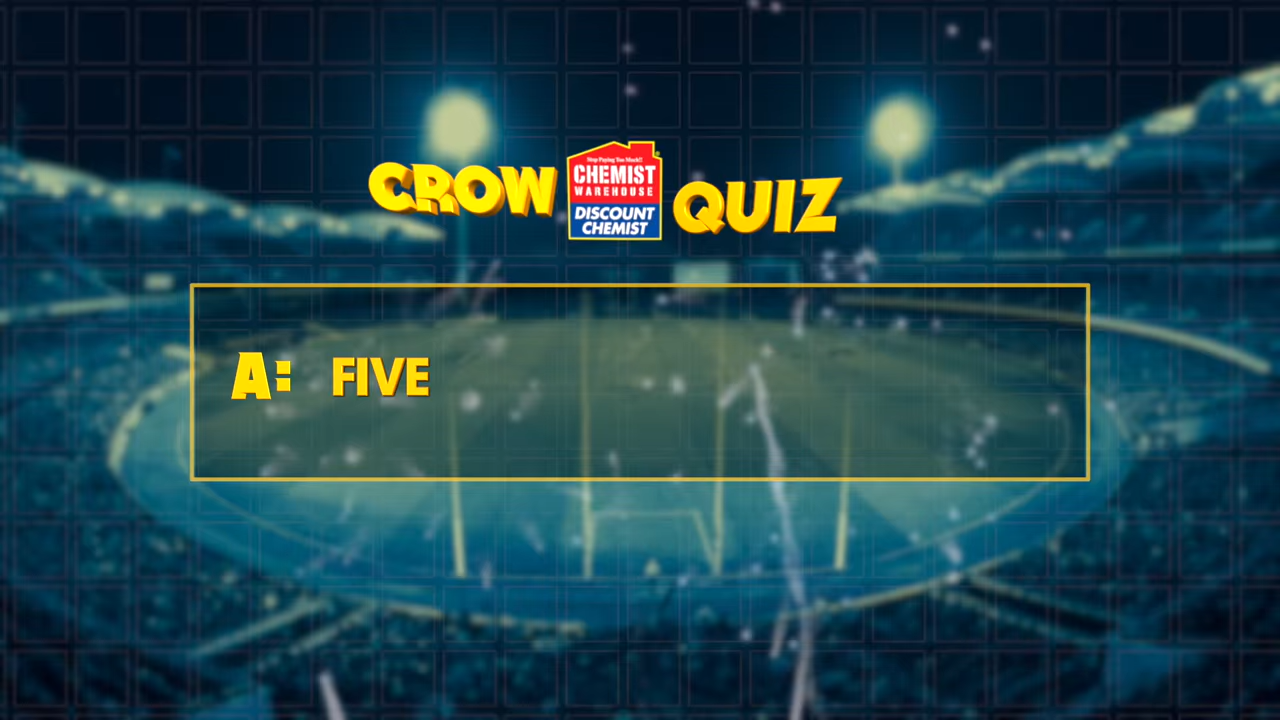 CROW
Stop Paying Too Much!!
CHEMIST
WAREHOUSE
DISCOUNT
CHEMIST
QUIZ
A: FIVE